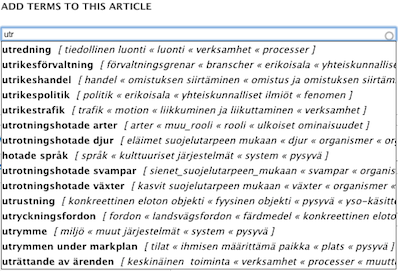 ADD TERMS TO THIS ARTICLE
utr
utredning [ tiedollinen luonti « luonti « verksamhet « processer ]
utrikesförvaltning [ förvaltningsgrenar « branscher « erikoisala « yhteiskunnallise
utrikeshandel [ handel « omistuksen siirtäminen « omistus ja omistuksen siirtäm
utrikespolitik [ politik « erikoisala « yhteiskunnalliset ilmiöt « fenomen ]
utrikestrafik [ trafik « motion « liikkuminen ja liikuttaminen « verksamhet ]
utrotningshotade arter [ arter « muu_rooli « rooli « ulkoiset ominaisuudet ]
utrotningshotade djur [ eläimet suojelutarpeen mukaan « djur « organismer «
hotade språk [ språk « kulttuuriset järjestelmät « system « pysyvä ]
utrotningshotade svampar [ sienet_suojelutarpeen_mukaan « svampar « organis
utrotningshotade växter [ kasvit suojelutarpeen mukaan « växter « organismer «
utrustning [ konkreettinen eloton objekti « fyysinen objekti « pysyvä « yso-käsitte
utryckningsfordon [ fordon « landsvägsfordon « färdmedel « konkreettinen eloto
utrymme [ miljö « muut järjestelmät « system « pysyvä ]
utrymmen under markplan [ tilat « ihmisen määrittämä paikka « plats « pysyvä ]
uträttande av ärenden [ keskinäinen toiminta « verksamhet « processer « muutt